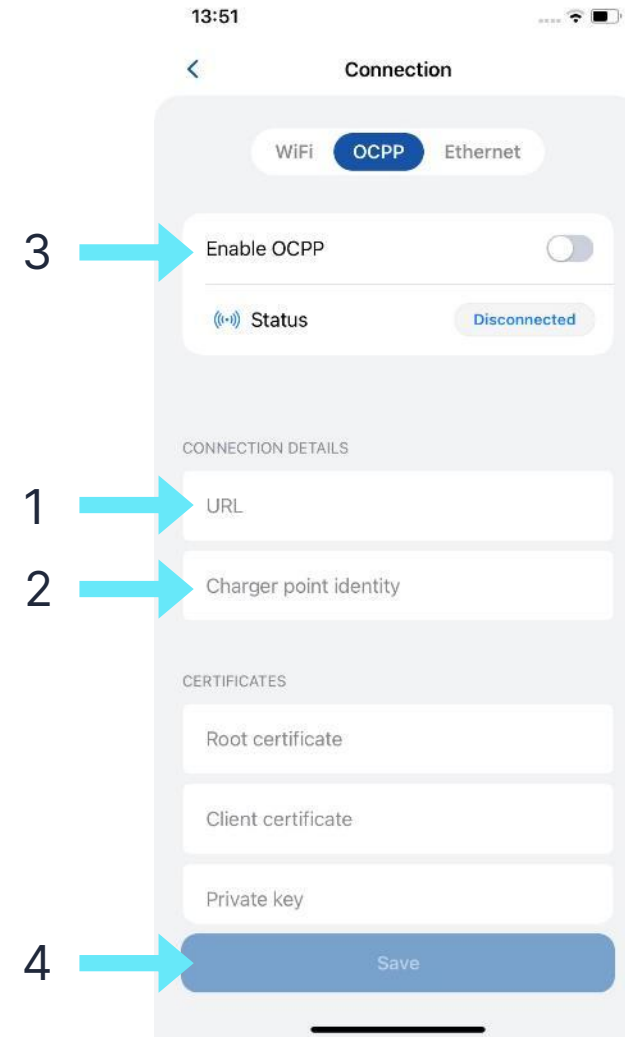 13:51
Connection
WiFi OCPP Ethernet
3 Enable OCPP
Status Disconnected
CONNECTION DETAILS
1 URL
2 Charger point identity
CERTIFICATES
Root certificate
Client certificate
Private key
4 Save